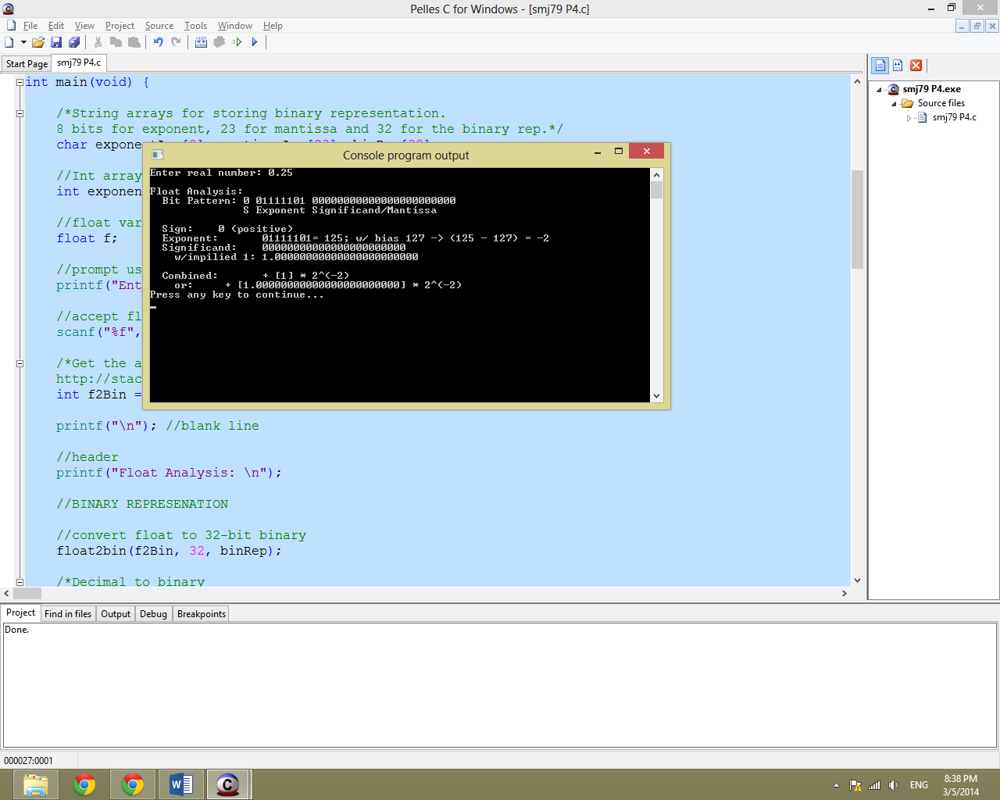 Pelles C for Windows - [smj79 P4.c]
File Edit View Project Source Tools Window Help
Start Page smj79 P4.c
int main(void) {
/*String arrays for storing binary representation.
8 bits for exponent, 23 for mantissa and 32 for the binary rep.*/
char exponent
//Int array
int exponen
//float var
float f;
//prompt us
printf("Ent
//accept fl
scanf("%f",
/*Get the a
http://stac
int f2Bin =
printf("\n"); //blank line
//header
printf("Float Analysis: \n");
//BINARY REPRESENATION
//convert float to 32-bit binary
float2bin(f2Bin, 32, binRep);
/*Decimal to binary
Console program output
Enter real number: 0.25
Float Analysis:
Bit Pattern: 0 01111101 00000000000000000000000
S Exponent Significand/Mantissa
Sign: 0 (positive)
Exponent: 01111101= 125; w/ bias 127 -> (125 - 127) = -2
Significand: 00000000000000000000000
w/impilied 1: 1.00000000000000000000000
Combined: + [1] * 2^(-2)
or: + [1.00000000000000000000000] * 2^(-2)
Press any key to continue...
smj79 P4.exe
Source files
smj79 P4.c
Project Find in files Output Debug Breakpoints
Done.
000027:0001
ENG
8:38 PM
3/5/2014